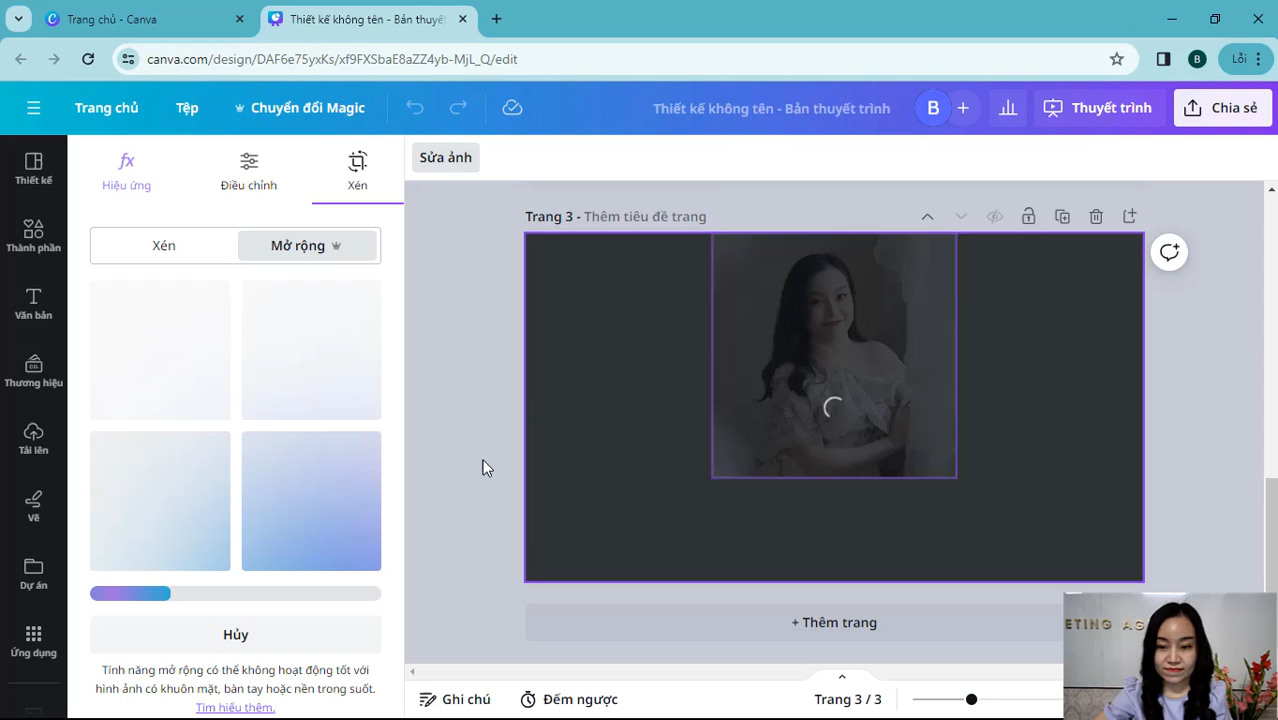 Trang chủ - Canva
Thiết kế không tên - Bản thuyết
canva.com/design/DAF6e75yxKs/xf9FXSbaE8aZZ4yb-MjL_Q/edit
B
Lỗi
Trang chủ
Tệp
Chuyển đổi Magic
Thiết kế không tên - Bản thuyết trình
B
Thuyết trình
Chia sẻ
Thiết kế
Thành phần
Văn bản
CO.
Thương hiệu
Tải lên
Vẽ
Dự án
Ứng dụng
Hiệu ứng
Điều chỉnh
Xén
Xén
Mở rộng
Hủy
Tính năng mở rộng có thể không hoạt động tốt với
hình ảnh có khuôn mặt, bàn tay hoặc nền trong suốt.
Tìm hiểu thêm.
Sửa ảnh
Trang 3 - Thêm tiêu đề trang
+ Thêm trang
Ghi chú
Đếm ngược
Trang 3 / 3
ETING AG